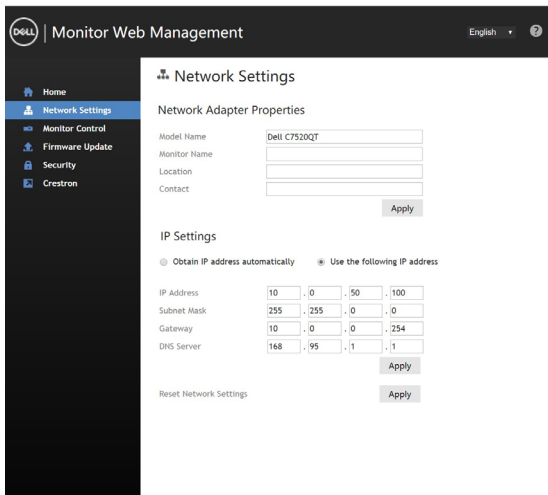 DELL | Monitor Web Management
English ▼ ?
Home
Network Settings
Monitor Control
Firmware Update
Security
Crestron
Network Settings
Network Adapter Properties
Model Name Dell C7520QT
Monitor Name
Location
Contact
Apply
IP Settings
Obtain IP address automatically Use the following IP address
IP Address 10 . 0 . 50 . 100
Subnet Mask 255 . 255 . 0 . 0
Gateway 10 . 0 . 0 . 254
DNS Server 168 . 95 . 1 . 1
Apply
Reset Network Settings Apply